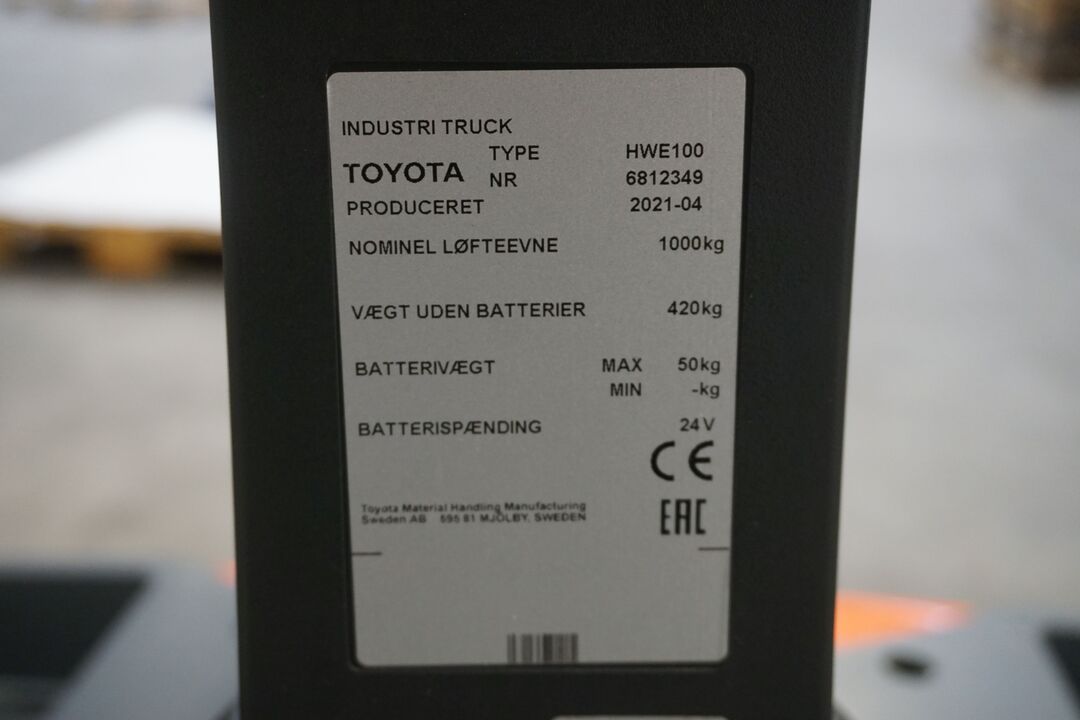 INDUSTRI TRUCK
TYPE HWE100
TOYOTA
NR 6812349
PRODUCERET 2021-04
NOMINEL LØFTEEVNE 1000kg
VÆGT UDEN BATTERIER 420kg
BATTERIVÆGT MAX 50kg
MIN -kg
BATTERISPÆNDING 24V
CE
Toyota Material Handling Manufacturing
Sweden AB 595 81 MJÖLBY, SWEDEN
EAC